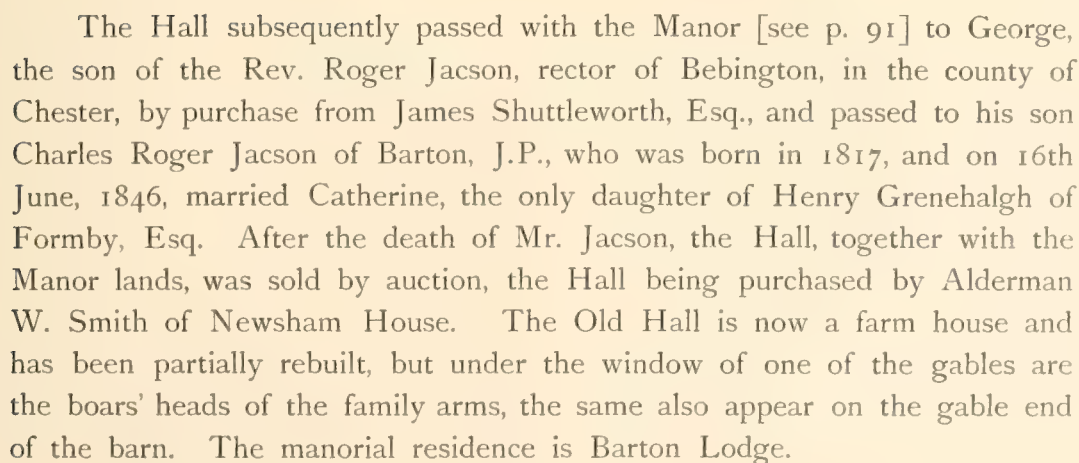 The Hall subsequently passed with the Manor [see p. 91] to George,
the son of the Rev. Roger Jacson, rector of Bebington, in the county of
Chester, by purchase from James Shuttleworth, Esq., and passed to his son
Charles Roger Jacson of Barton, J.P., who was born in 1817, and on 16th
June, 1846, married Catherine, the only daughter of Henry Grenehalgh of
Formby, Esq. After the death of Mr. Jacson, the Hall, together with the
Manor lands, was sold by auction, the Hall being purchased by Alderman
W. Smith of Newsham House. The Old Hall is now a farm house and
has been partially rebuilt, but under the window of one of the gables are
the boars' heads of the family arms, the same also appear on the gable end
of the barn. The manorial residence is Barton Lodge.